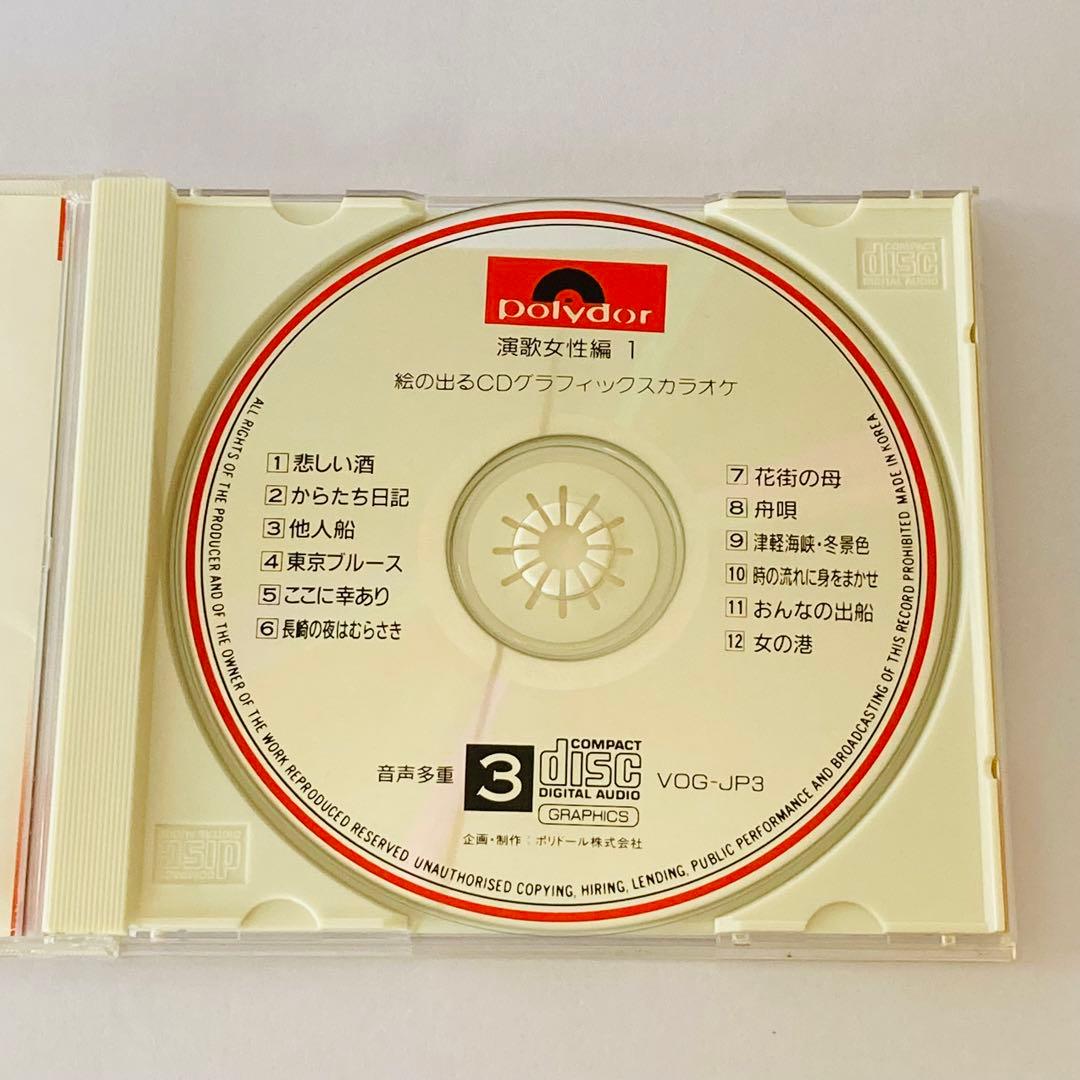 polydor
演歌女性編 1
絵の出るCDグラフィックスカラオケ
1 悲しい酒
2 からたち日記
3 他人船
4 東京ブルース
5 ここに幸あり
6 長崎の夜はむらさき
7 花街の母
8 舟唄
9 津軽海峡・冬景色
10 時の流れに身をまかせ
11 おんなの出船
12 女の港
音声多重
3
COMPACT
disc
DIGITAL AUDIO
GRAPHICS
VOG-JP3
企画・制作：ポリドール株式会社
ALL RIGHTS OF THE PRODUCER AND OF THE OWNER OF THE WORK REPRODUCED RESERVED UNAUTHORISED COPYING, HIRING, LENDING, PUBLIC PERFORMANCE AND BROADCASTING OF THIS RECORD PROHIBITED MADE IN KOREA
COMPACT
disc
DIGITAL AUDIO
COMPACT
disc
DIGITAL AUDIO